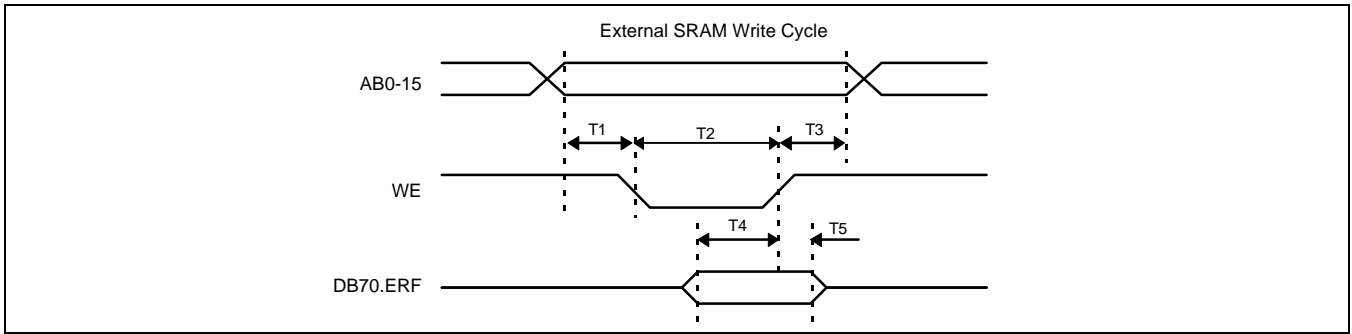 External SRAM Write Cycle
AB0-15
T1
T2
T3
WE
T4
T5
DB70.ERF